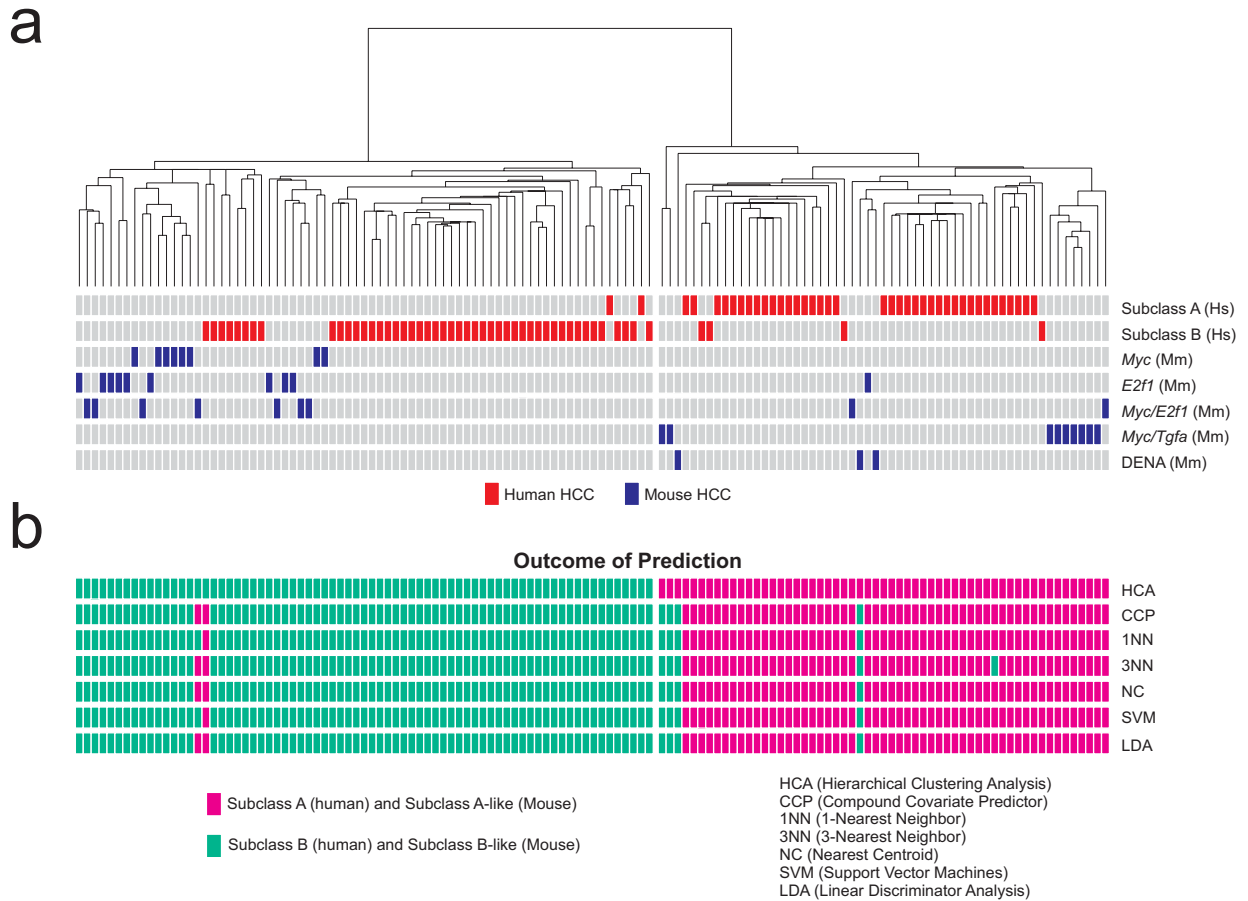 a
Subclass A (Hs)
Subclass B (Hs)
Myc (Mm)
E2f1 (Mm)
Myc/E2f1 (Mm)
Myc/Tgfa (Mm)
DENA (Mm)
Human HCC
Mouse HCC
b
Outcome of Prediction
HCA
CCP
1NN
3NN
NC
SVM
LDA
Subclass A (human) and Subclass A-like (Mouse)
Subclass B (human) and Subclass B-like (Mouse)
HCA (Hierarchical Clustering Analysis)
CCP (Compound Covariate Predictor)
1NN (1-Nearest Neighbor)
3NN (3-Nearest Neighbor)
NC (Nearest Centroid)
SVM (Support Vector Machines)
LDA (Linear Discriminator Analysis)